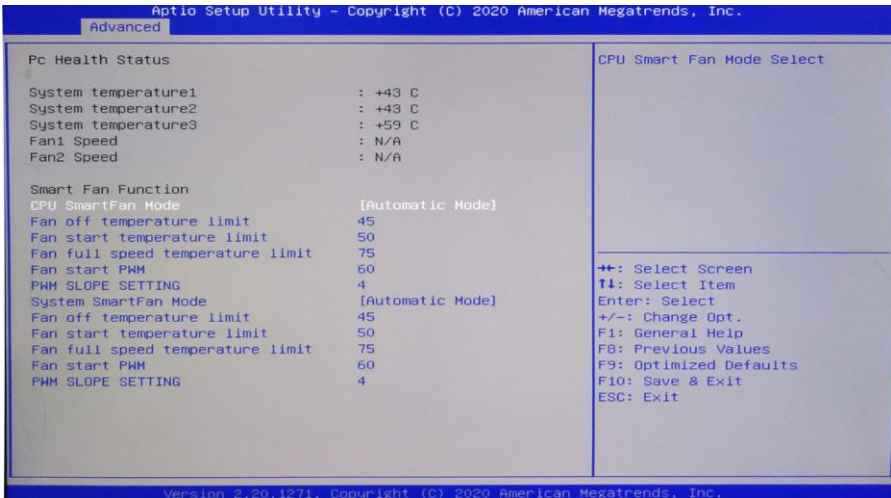 Aptio Setup Utility – Copyright (C) 2020 American Megatrends, Inc.
Advanced
Pc Health Status
System temperature1 : +43 C
System temperature2 : +43 C
System temperature3 : +59 C
Fan1 Speed : N/A
Fan2 Speed : N/A
Smart Fan Function
CPU SmartFan Mode [Automatic Mode]
Fan off temperature limit 45
Fan start temperature limit 50
Fan full speed temperature limit 75
Fan start PWM 60
PWM SLOPE SETTING 4
System SmartFan Mode [Automatic Mode]
Fan off temperature limit 45
Fan start temperature limit 50
Fan full speed temperature limit 75
Fan start PWM 60
PWM SLOPE SETTING 4
CPU Smart Fan Mode Select
→←: Select Screen
↑↓: Select Item
Enter: Select
+/-: Change Opt.
F1: General Help
F8: Previous Values
F9: Optimized Defaults
F10: Save & Exit
ESC: Exit
Version 2.20.1271. Copyright (C) 2020 American Megatrends, Inc.